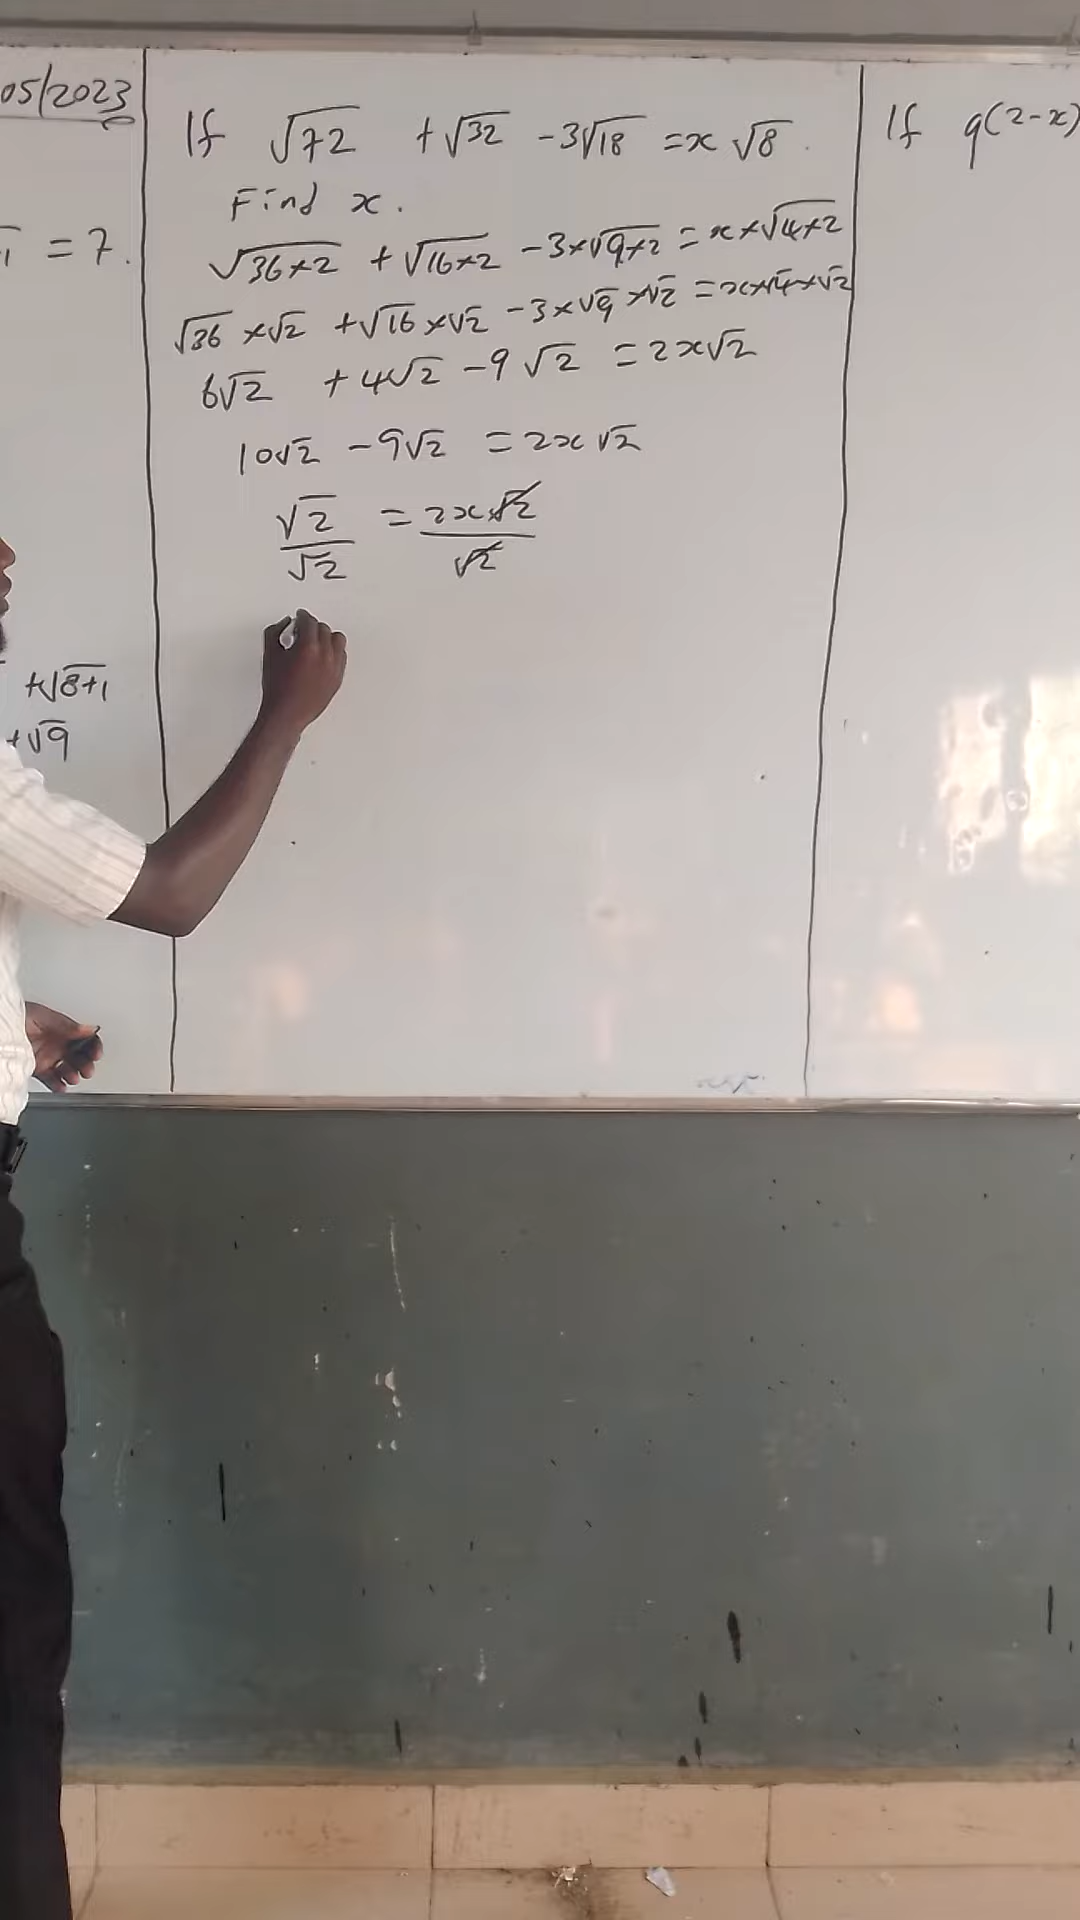 05/2023
= 7.
+√8+1
+√9
If √72 + √32 - 3√18 = x √8.
Find x.
√36×2 + √16×2 - 3×√9×2 = x×√4×2
√36 ×√2 + √16 ×√2 - 3×√9 ×√2 = x×√4×√2
6√2 + 4√2 - 9√2 = 2x√2
10√2 - 9√2 = 2x√2
√2/√2 = 2x√2/√2
If 9(2-x)